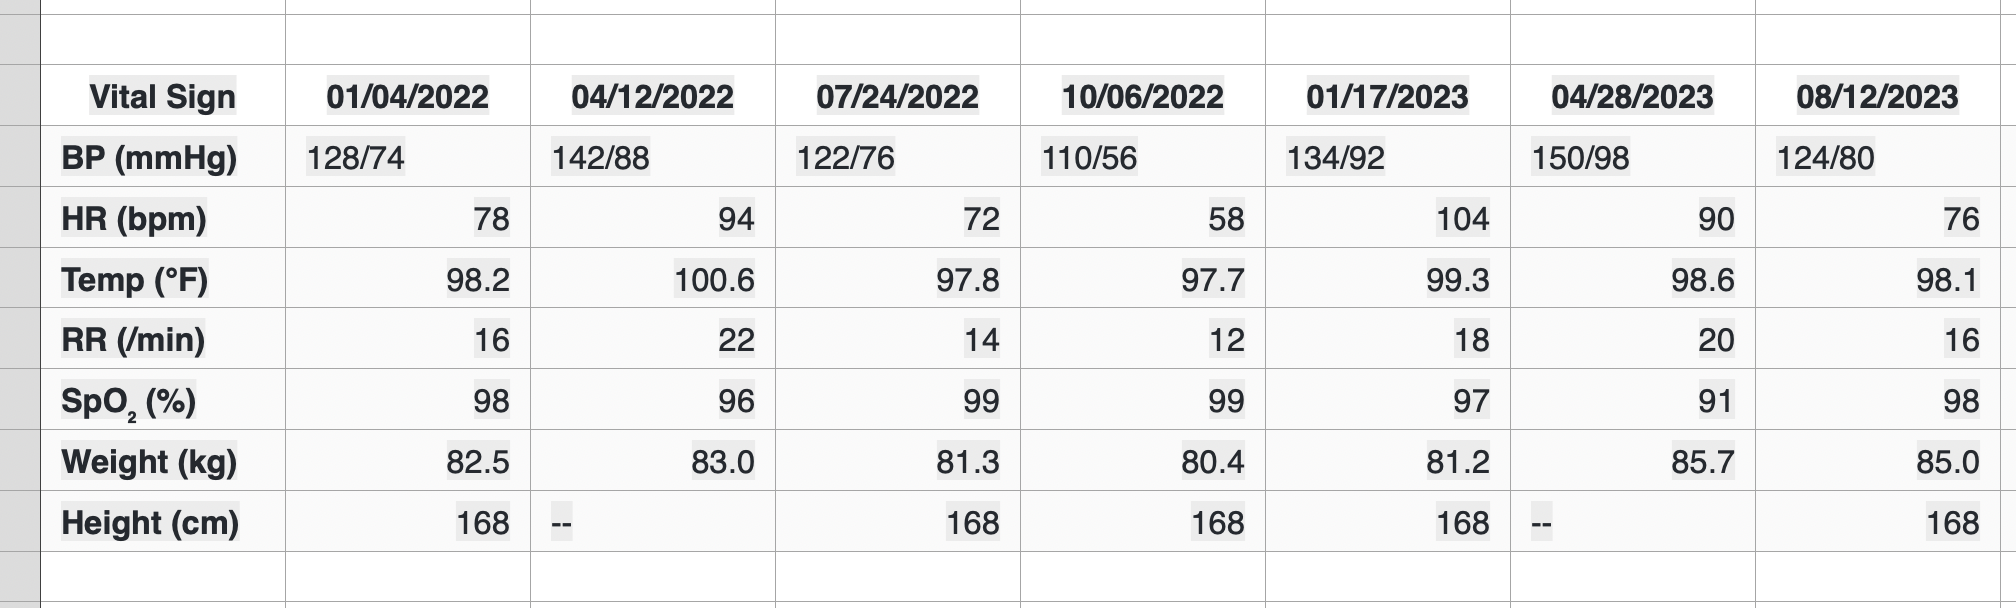 Vital Sign 01/04/2022 04/12/2022 07/24/2022 10/06/2022 01/17/2023 04/28/2023 08/12/2023
BP (mmHg) 128/74 142/88 122/76 110/56 134/92 150/98 124/80
HR (bpm) 78 94 72 58 104 90 76
Temp (°F) 98.2 100.6 97.8 97.7 99.3 98.6 98.1
RR (/min) 16 22 14 12 18 20 16
SpO₂ (%) 98 96 99 99 97 91 98
Weight (kg) 82.5 83.0 81.3 80.4 81.2 85.7 85.0
Height (cm) 168 -- 168 168 168 -- 168